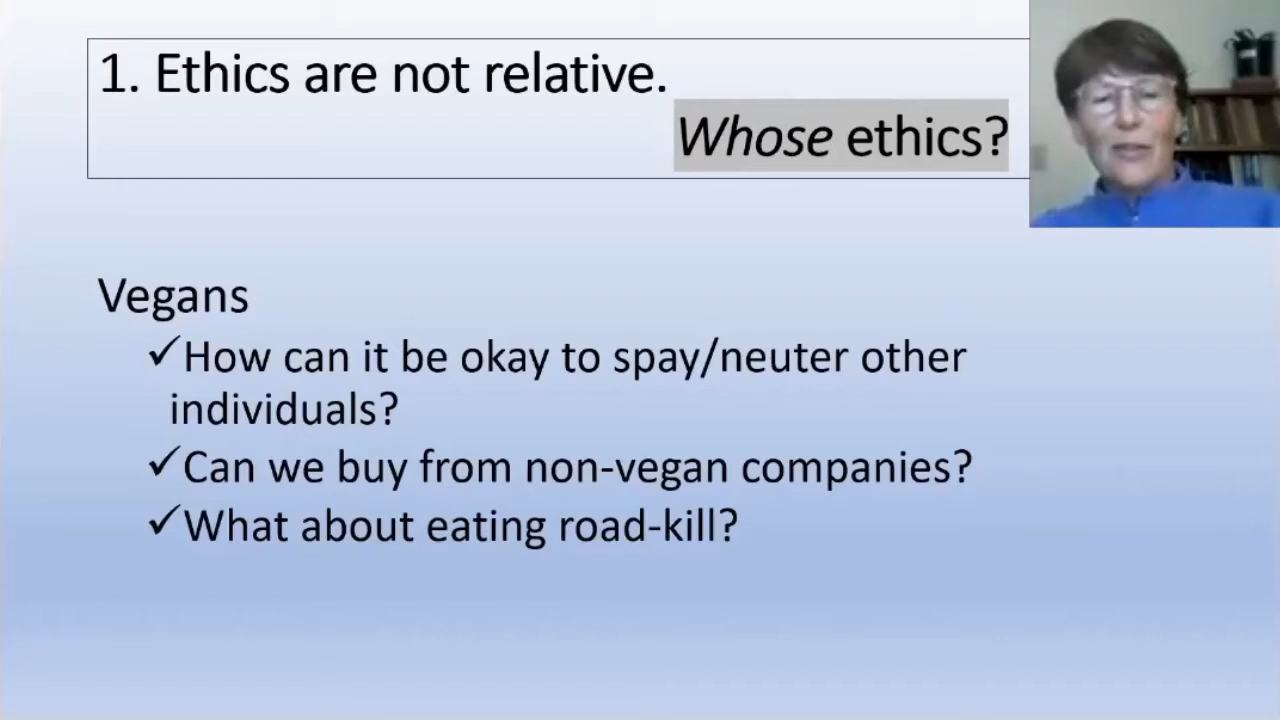 1. Ethics are not relative.
Whose ethics?
Vegans
✓How can it be okay to spay/neuter other
individuals?
✓Can we buy from non-vegan companies?
✓What about eating road-kill?